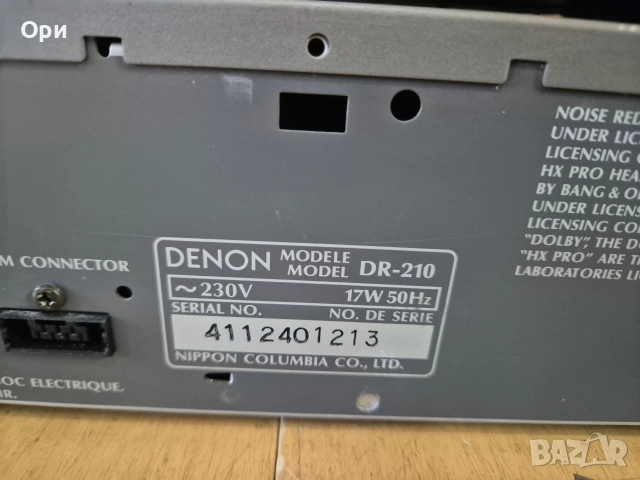 Ори
NOISE RED
UNDER LIC
LICENSING C
HX PRO HEA
BY BANG & O
UNDER LICENS
LICENSING CO
"DOLBY", THE D
"HX PRO" ARE T
LABORATORIES LI
M CONNECTOR
DENON MODELE MODEL DR-210
~230V 17W 50Hz
SERIAL NO. NO. DE SERIE
4112401213
NIPPON COLUMBIA CO., LTD.
OC ELECTRIQUE.
IR.
BAZAR